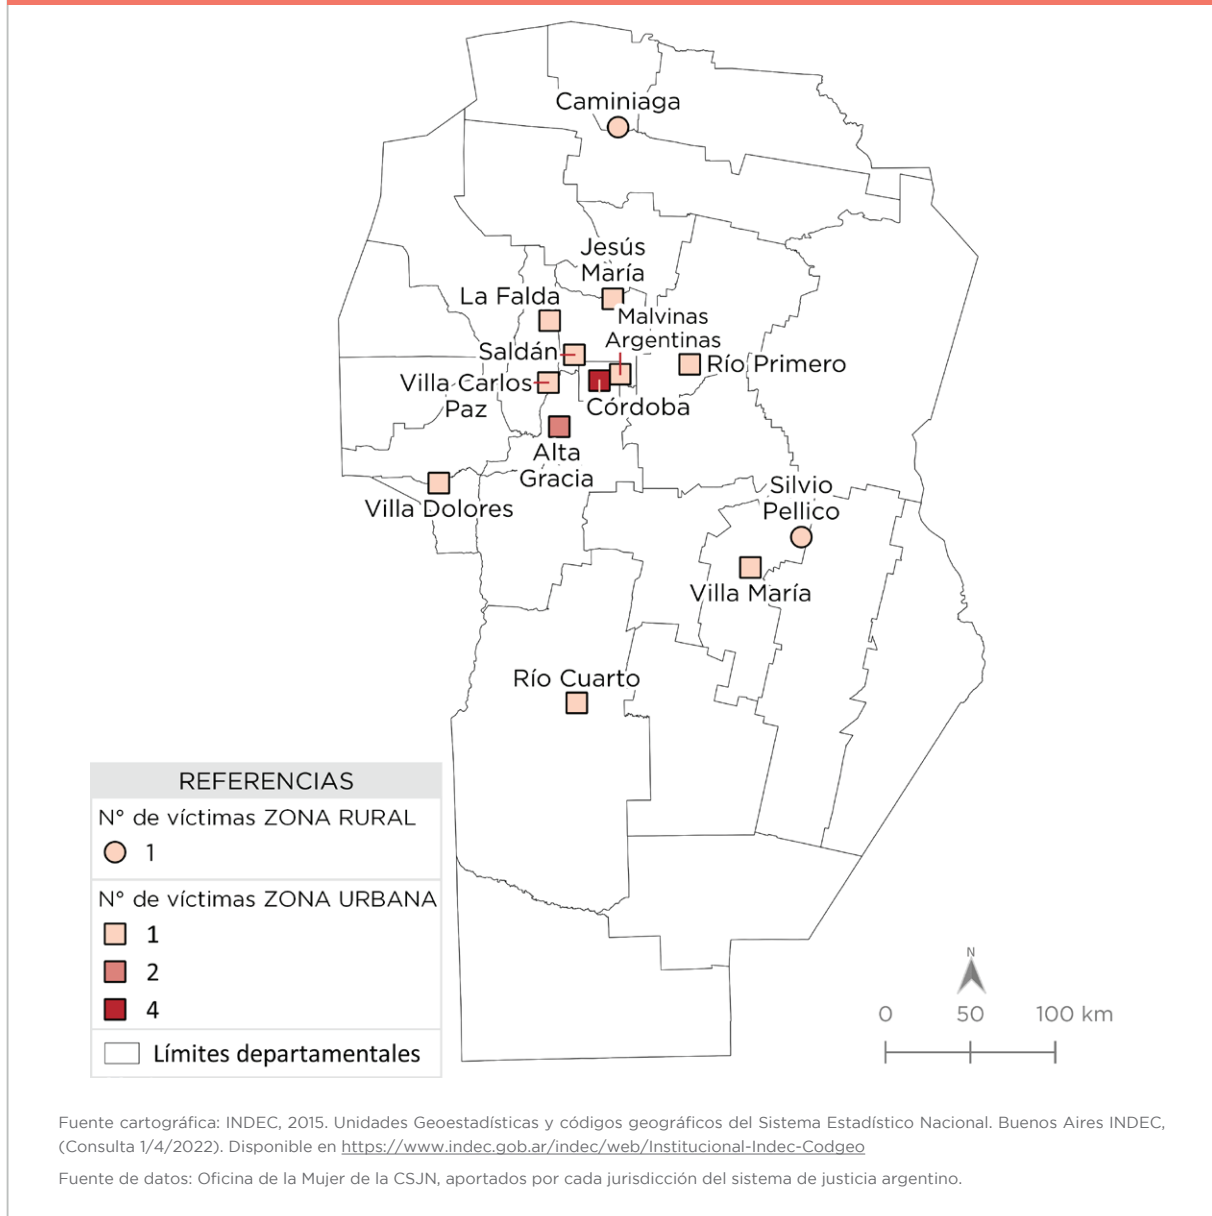 Caminiaga
Jesús
María
La Falda
Malvinas
Argentinas
Saldán
Río Primero
Villa Carlos
Paz
Córdoba
Alta
Gracia
Silvio
Pellico
Villa Dolores
Villa María
Río Cuarto
REFERENCIAS
N° de víctimas ZONA RURAL
1
N° de víctimas ZONA URBANA
1
2
4
Límites departamentales
N
0 50 100 km
Fuente cartográfica: INDEC, 2015. Unidades Geoestadísticas y códigos geográficos del Sistema Estadístico Nacional. Buenos Aires INDEC,
(Consulta 1/4/2022). Disponible en https://www.indec.gob.ar/indec/web/Institucional-Indec-Codgeo
Fuente de datos: Oficina de la Mujer de la CSJN, aportados por cada jurisdicción del sistema de justicia argentino.